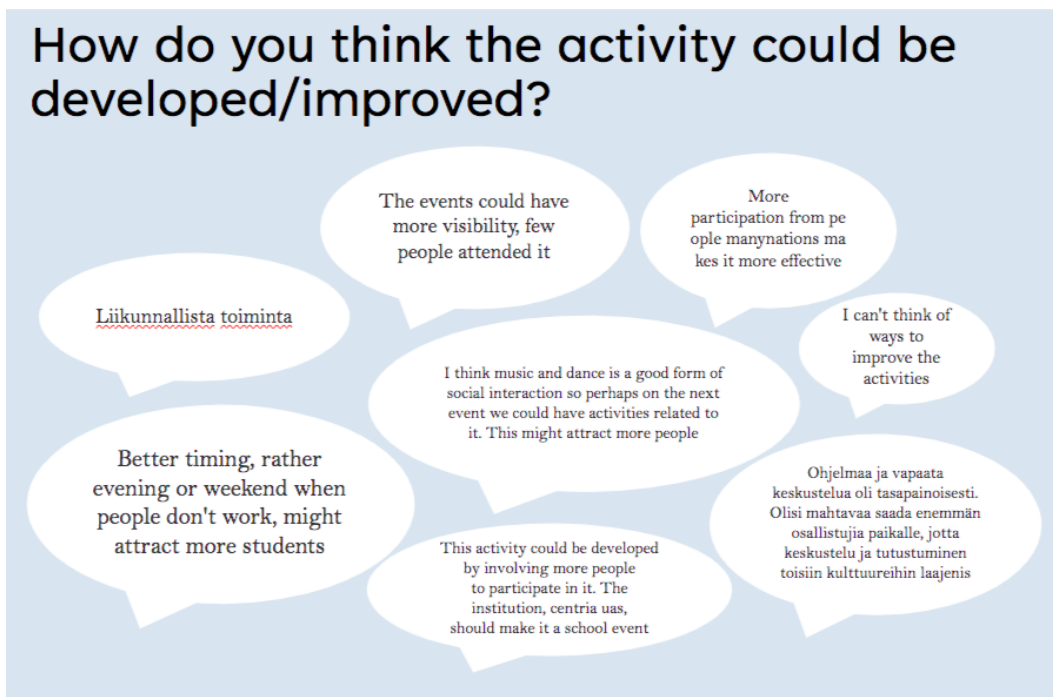 How do you think the activity could be
developed/improved?
The events could have
more visibility, few
people attended it
More
participation from pe
ople manynations ma
kes it more effective
Liikunnallista toiminta
I can't think of
ways to
improve the
activities
I think music and dance is a good form of
social interaction so perhaps on the next
event we could have activities related to
it. This might attract more people
Better timing, rather
evening or weekend when
people don't work, might
attract more students
Ohjelmaa ja vapaata
keskustelua oli tasapainoisesti.
Olisi mahtavaa saada enemmän
osallistujia paikalle, jotta
keskustelu ja tutustuminen
toisiin kulttuureihin laajenis
This activity could be developed
by involving more people
to participate in it. The
institution, centria uas,
should make it a school event